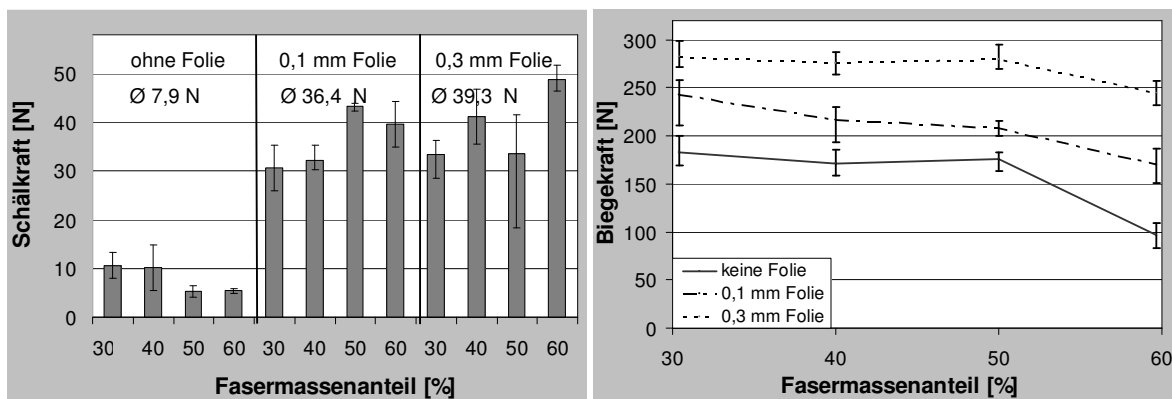 ohne Folie
Ø 7,9 N
0,1 mm Folie
Ø 36,4 N
0,3 mm Folie
Ø 39,3 N
Schälkraft [N]
50
40
30
20
10
0
30 40 50 60 30 40 50 60 30 40 50 60
Fasermassenanteil [%]
Biegekraft [N]
300
250
200
150
100
50
0
keine Folie
0,1 mm Folie
0,3 mm Folie
30 40 50 60
Fasermassenanteil [%]